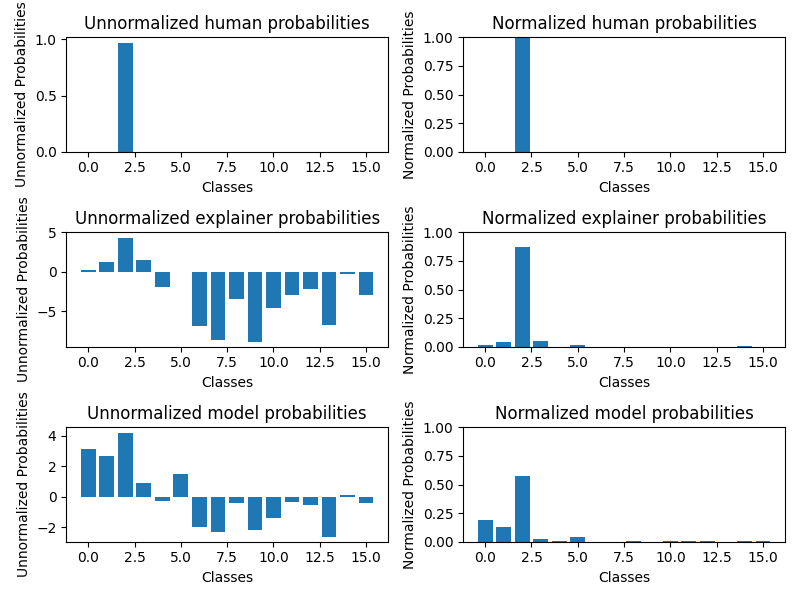 Unnormalized human probabilities
Unnormalized Probabilities
1.0
0.5
0.0
0.0 2.5 5.0 7.5 10.0 12.5 15.0
Classes
Normalized human probabilities
Normalized Probabilities
1.00
0.75
0.50
0.25
0.00
0.0 2.5 5.0 7.5 10.0 12.5 15.0
Classes
Unnormalized explainer probabilities
Unnormalized Probabilities
5
0
−5
0.0 2.5 5.0 7.5 10.0 12.5 15.0
Classes
Normalized explainer probabilities
Normalized Probabilities
1.00
0.75
0.50
0.25
0.00
0.0 2.5 5.0 7.5 10.0 12.5 15.0
Classes
Unnormalized model probabilities
Unnormalized Probabilities
4
2
0
−2
0.0 2.5 5.0 7.5 10.0 12.5 15.0
Classes
Normalized model probabilities
Normalized Probabilities
1.00
0.75
0.50
0.25
0.00
0.0 2.5 5.0 7.5 10.0 12.5 15.0
Classes